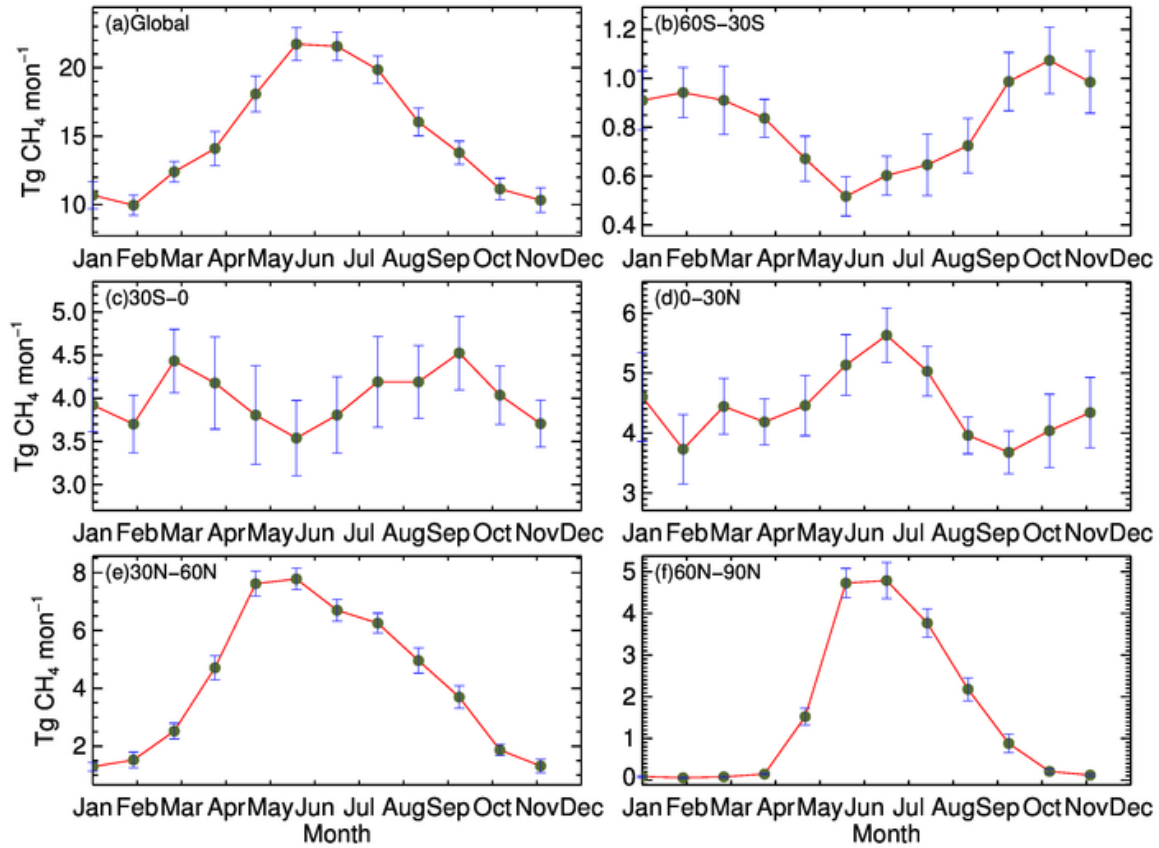 (a)Global
Tg CH₄ mon⁻¹
20
15
10
Jan Feb Mar Apr May Jun Jul Aug Sep Oct Nov Dec
(b)60S−30S
1.2
1.0
0.8
0.6
0.4
Jan Feb Mar Apr May Jun Jul Aug Sep Oct Nov Dec
(c)30S−0
Tg CH₄ mon⁻¹
5.0
4.5
4.0
3.5
3.0
Jan Feb Mar Apr May Jun Jul Aug Sep Oct Nov Dec
(d)0−30N
6
5
4
3
Jan Feb Mar Apr May Jun Jul Aug Sep Oct Nov Dec
(e)30N−60N
Tg CH₄ mon⁻¹
8
6
4
2
Jan Feb Mar Apr May Jun Jul Aug Sep Oct Nov Dec
Month
(f)60N−90N
5
4
3
2
1
0
Jan Feb Mar Apr May Jun Jul Aug Sep Oct Nov Dec
Month